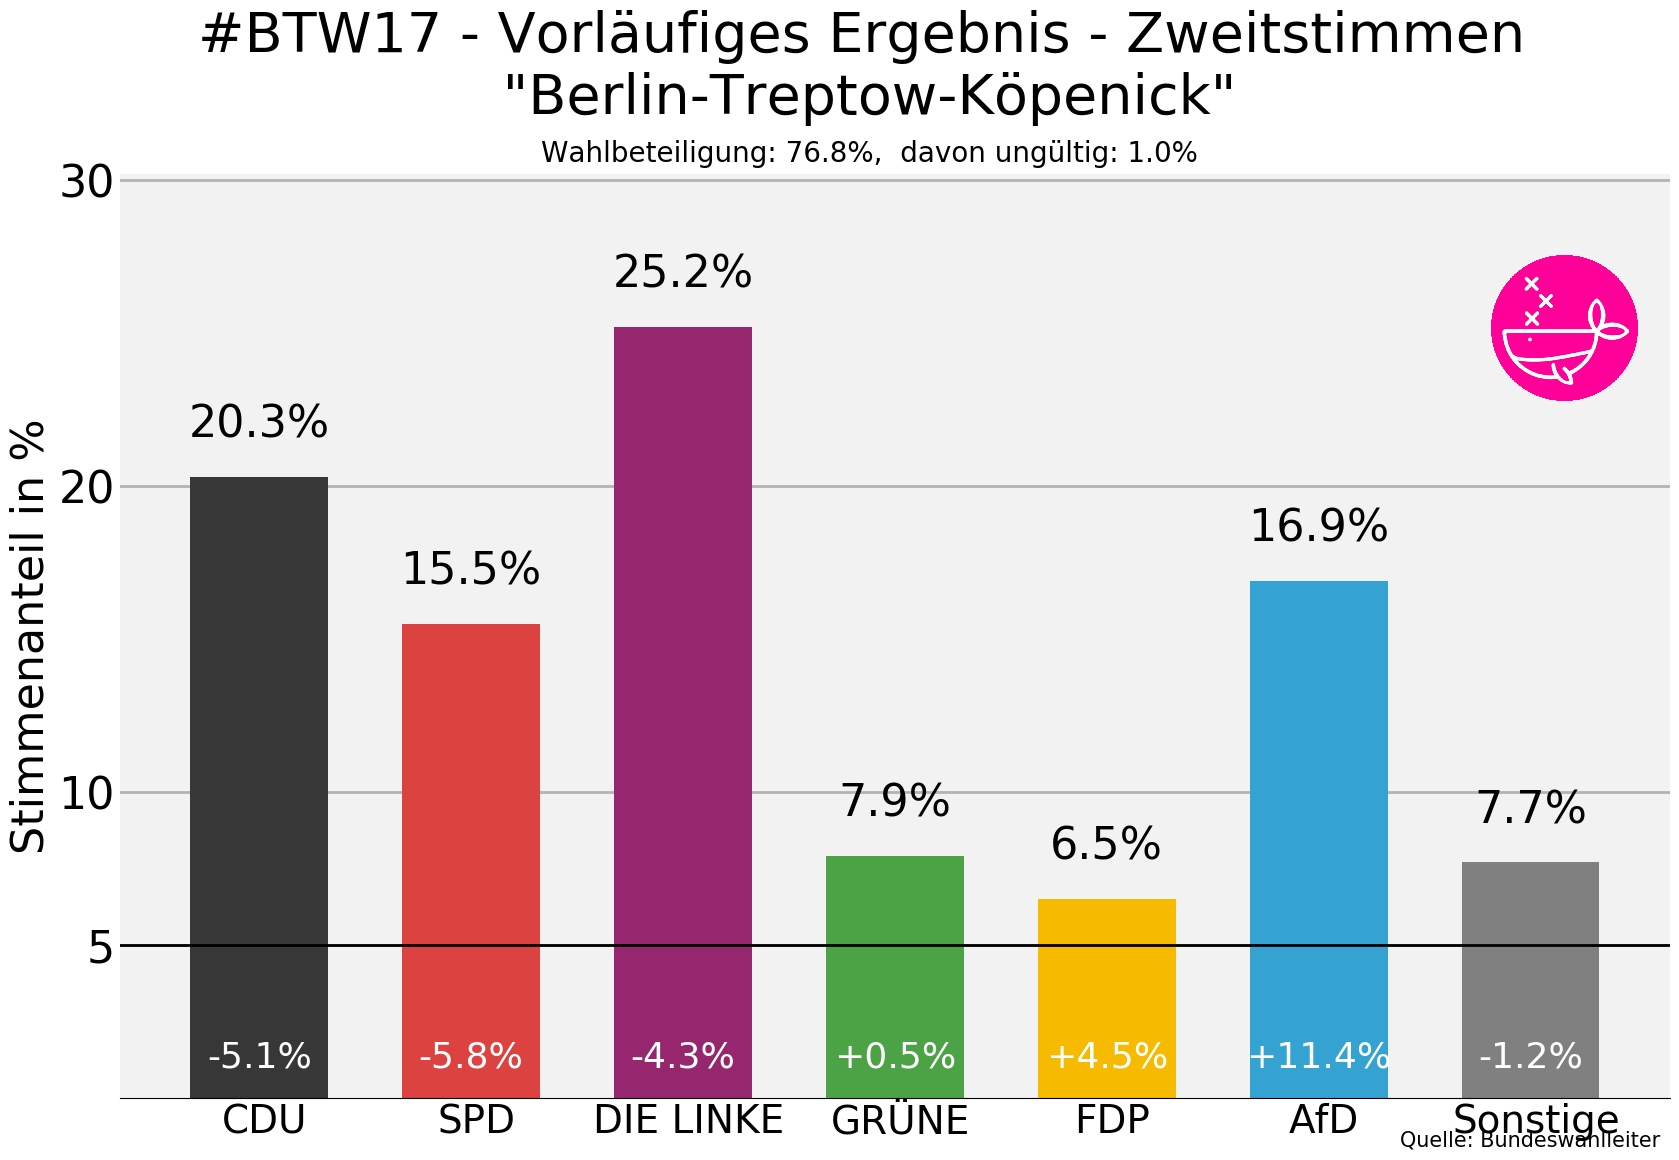 #BTW17 - Vorläufiges Ergebnis - Zweitstimmen
"Berlin-Treptow-Köpenick"
Wahlbeteiligung: 76.8%, davon ungültig: 1.0%
Stimmenanteil in %
30
20
10
5
20.3%
15.5%
25.2%
7.9%
6.5%
16.9%
7.7%
-5.1%
-5.8%
-4.3%
+0.5%
+4.5%
+11.4%
-1.2%
CDU
SPD
DIE LINKE
GRÜNE
FDP
AfD
Sonstige
Quelle: Bundeswahlleiter